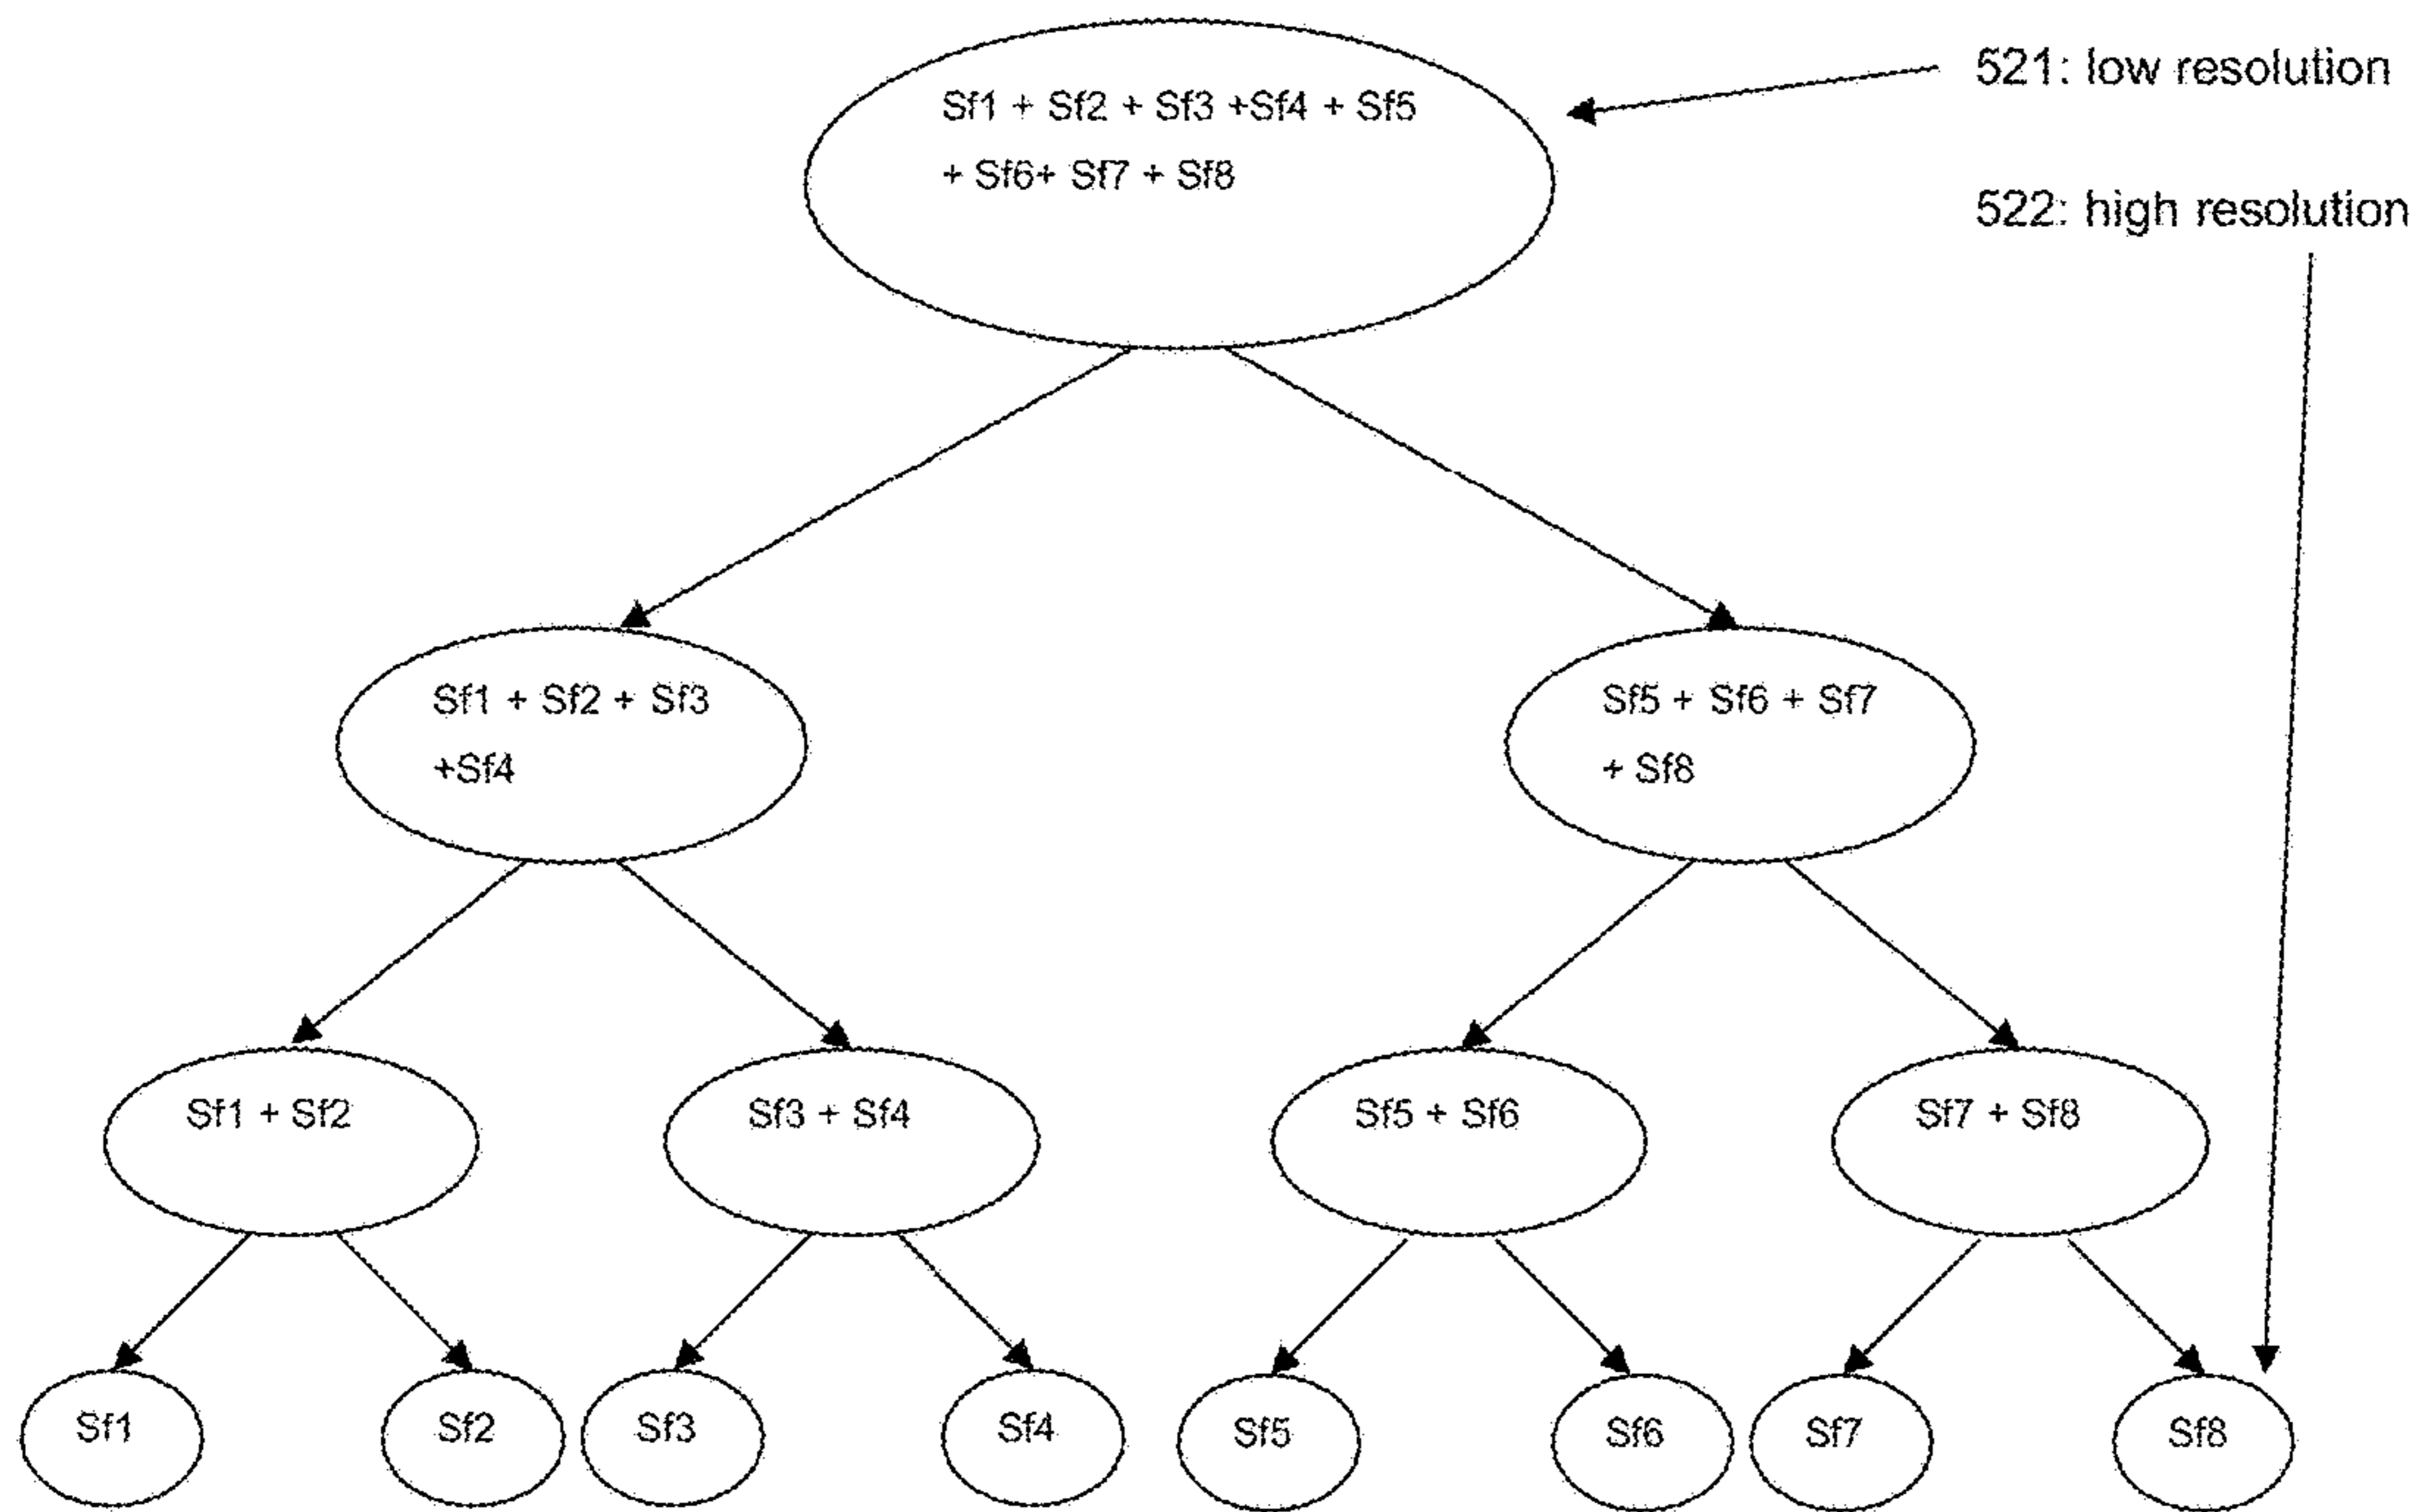 Sf1 + Sf2 + Sf3 +Sf4 + Sf5
+ Sf6+ Sf7 + Sf8
521: low resolution
522: high resolution
Sf1 + Sf2 + Sf3
+Sf4
Sf5 + Sf6 + Sf7
+ Sf8
Sf1 + Sf2
Sf3 + Sf4
Sf5 + Sf6
Sf7 + Sf8
Sf1
Sf2
Sf3
Sf4
Sf5
Sf6
Sf7
Sf8